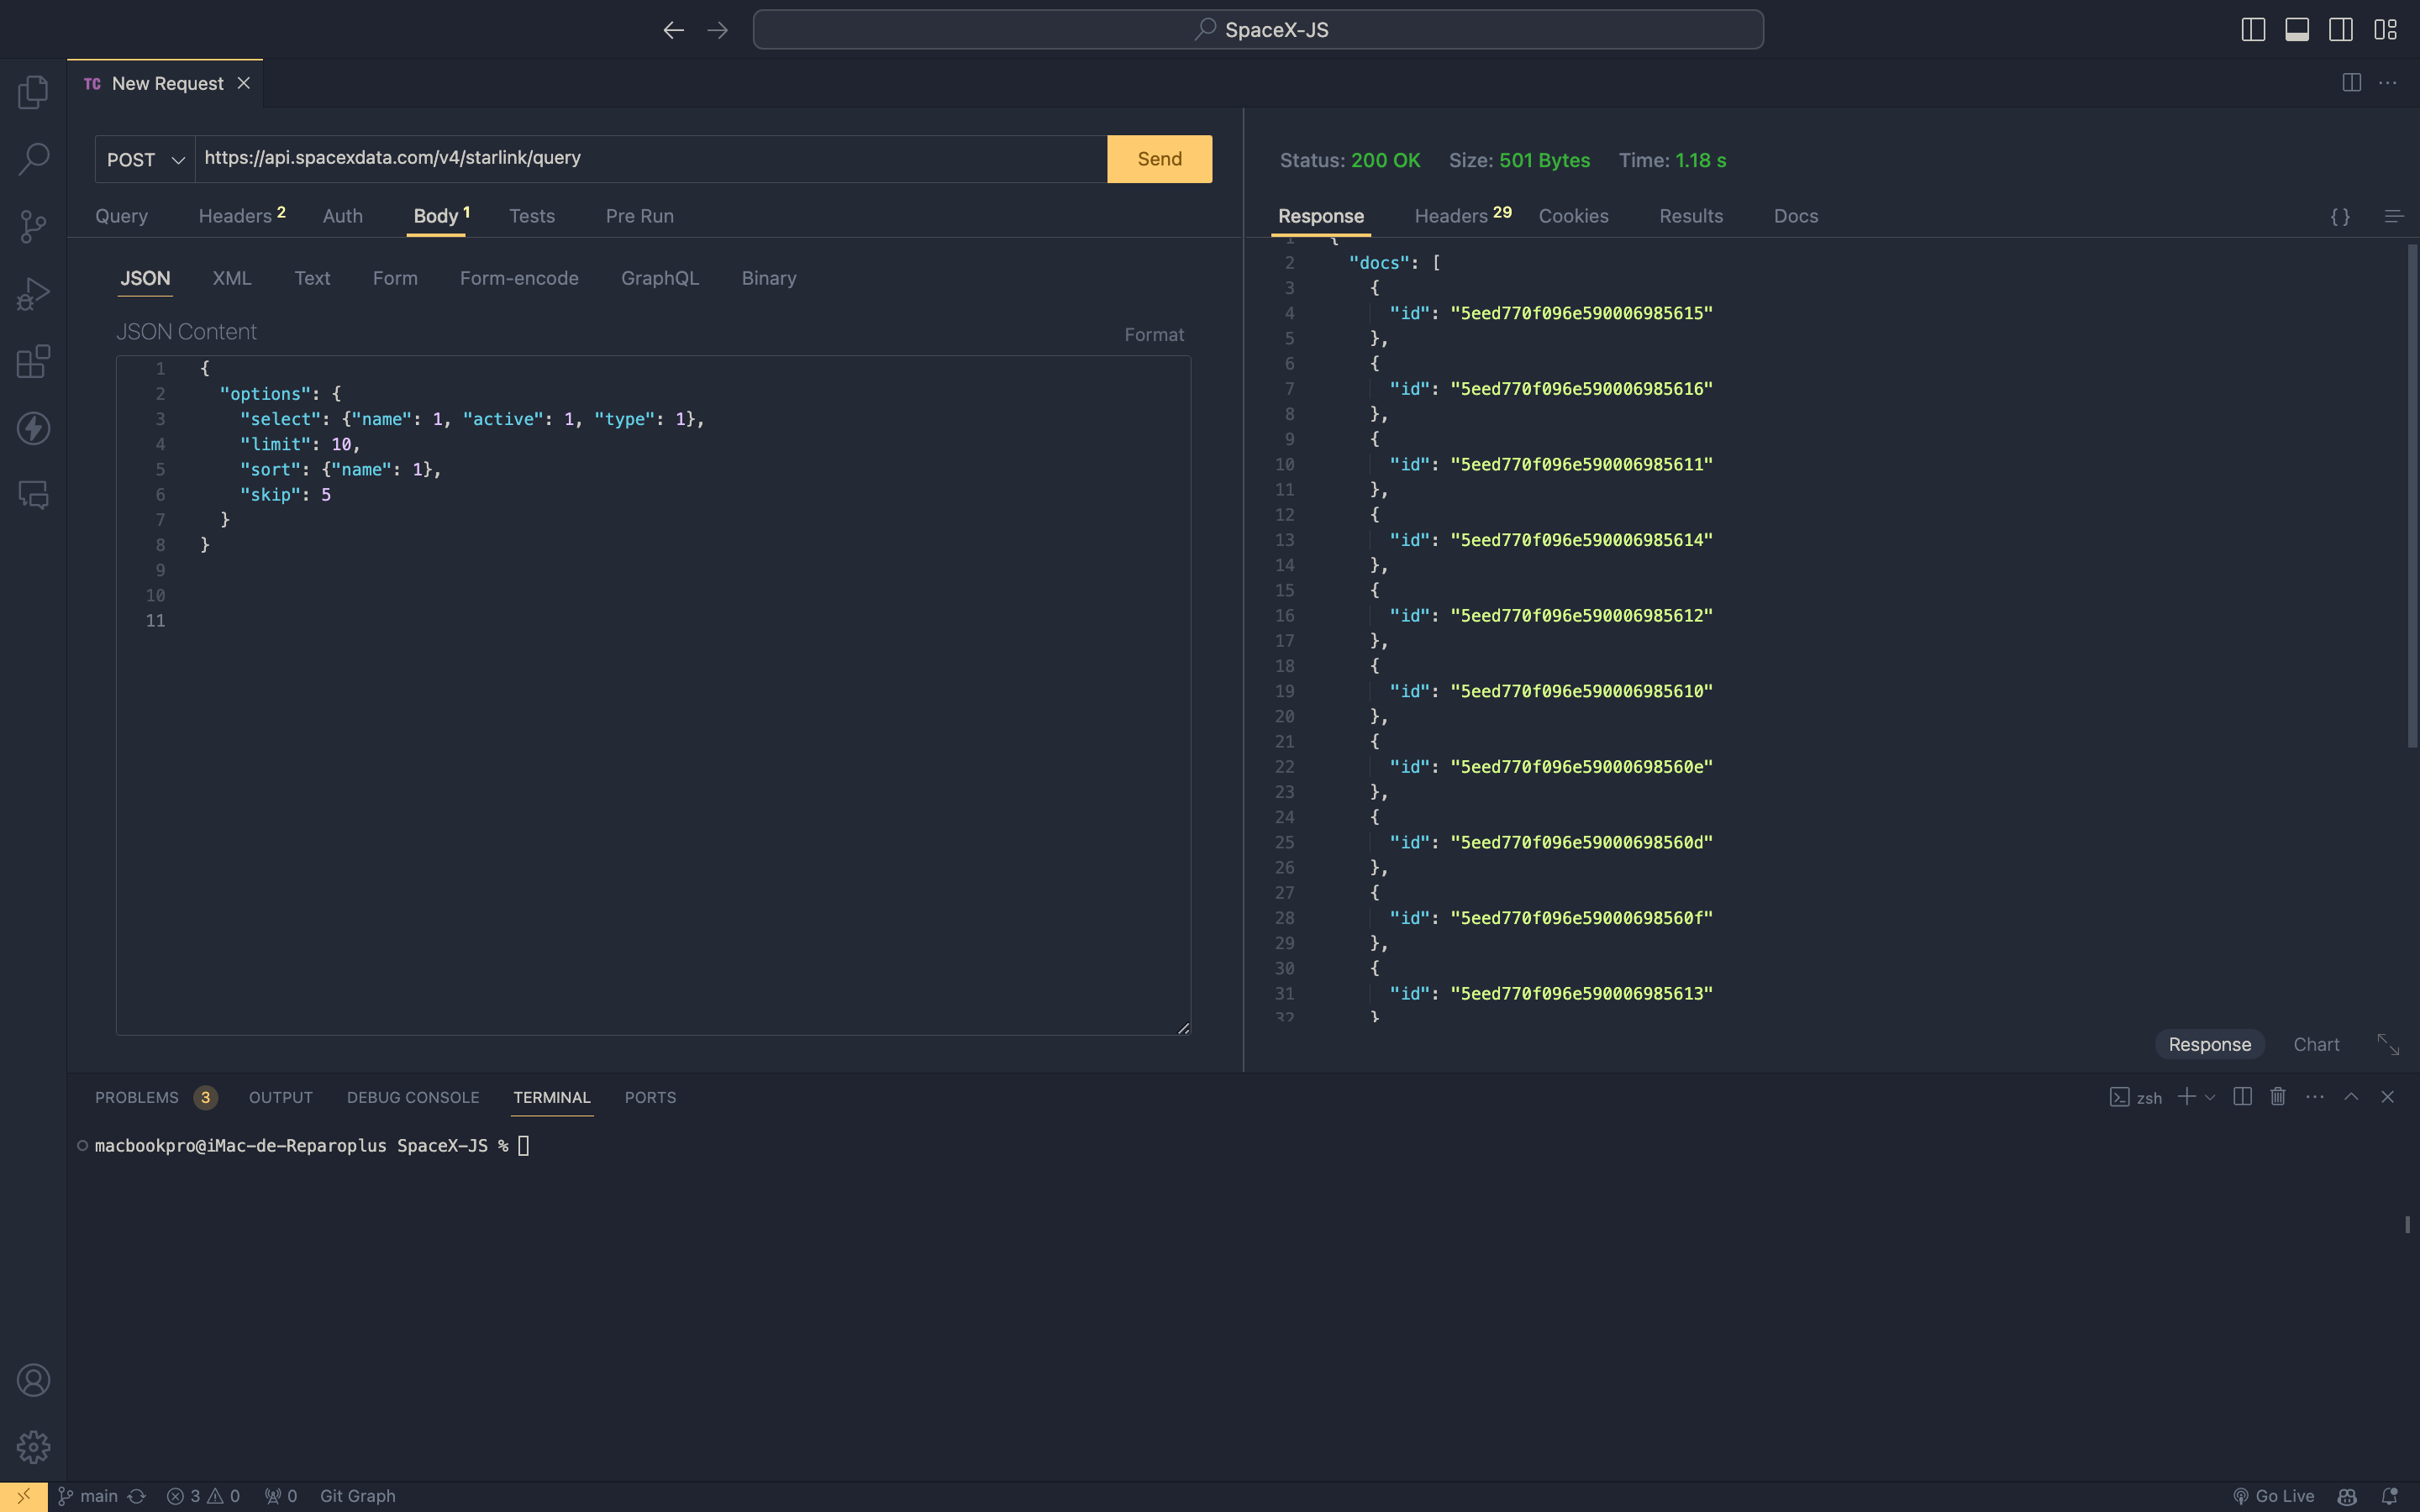 SpaceX-JS
TC New Request
POST https://api.spacexdata.com/v4/starlink/query Send
Query Headers 2 Auth Body 1 Tests Pre Run
JSON XML Text Form Form-encode GraphQL Binary
JSON Content Format
1 {
2 "options": {
3 "select": {"name": 1, "active": 1, "type": 1},
4 "limit": 10,
5 "sort": {"name": 1},
6 "skip": 5
7 }
8 }
9
10
11
Status: 200 OK Size: 501 Bytes Time: 1.18 s
Response Headers 29 Cookies Results Docs { }
1 {
2 "docs": [
3 {
4 "id": "5eed770f096e590006985615"
5 },
6 {
7 "id": "5eed770f096e590006985616"
8 },
9 {
10 "id": "5eed770f096e590006985611"
11 },
12 {
13 "id": "5eed770f096e590006985614"
14 },
15 {
16 "id": "5eed770f096e590006985612"
17 },
18 {
19 "id": "5eed770f096e590006985610"
20 },
21 {
22 "id": "5eed770f096e59000698560e"
23 },
24 {
25 "id": "5eed770f096e59000698560d"
26 },
27 {
28 "id": "5eed770f096e59000698560f"
29 },
30 {
31 "id": "5eed770f096e590006985613"
32 }
Response Chart
PROBLEMS 3 OUTPUT DEBUG CONSOLE TERMINAL PORTS zsh
macbookpro@iMac-de-Reparoplus SpaceX-JS %
main 3 0 0 Git Graph Go Live